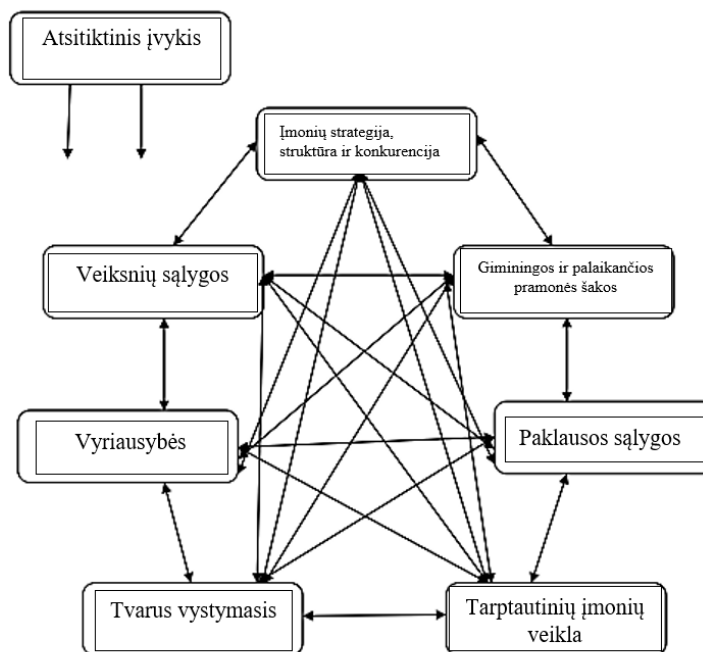 Atsitiktinis įvykis
Įmonių strategija,
struktūra ir konkurencija
Veiksnių sąlygos
Giminingos ir palaikančios
pramonės šakos
Vyriausybės
Paklausos sąlygos
Tvarus vystymasis
Tarptautinių įmonių
veikla